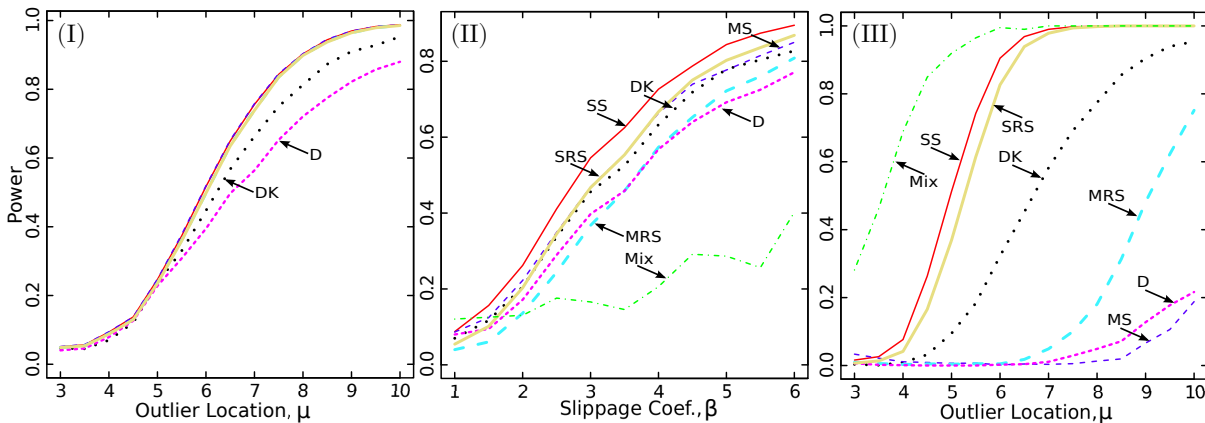 (I)
Power
0.0 0.2 0.4 0.6 0.8 1.0
D
DK
3 4 5 6 7 8 9 10
Outlier Location, μ
(II)
0.0 0.2 0.4 0.6 0.8
MS
DK
SS
D
SRS
MRS
Mix
1 2 3 4 5 6
Slippage Coef., β
(III)
0.0 0.2 0.4 0.6 0.8 1.0
SRS
SS
DK
Mix
MRS
D
MS
3 4 5 6 7 8 9 10
Outlier Location, μ